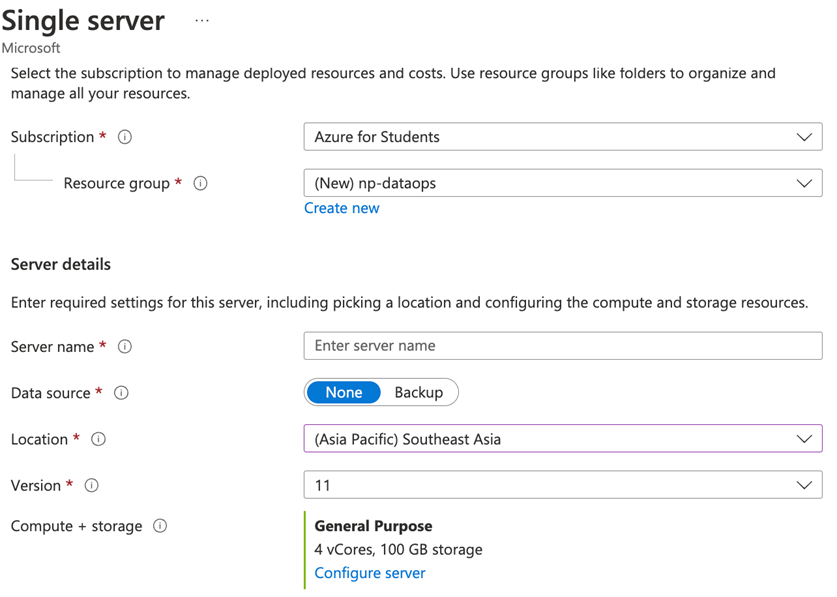 Single server ...
Microsoft
Select the subscription to manage deployed resources and costs. Use resource groups like folders to organize and
manage all your resources.
Subscription *
Azure for Students
Resource group *
(New) np-dataops
Create new
Server details
Enter required settings for this server, including picking a location and configuring the compute and storage resources.
Server name *
Enter server name
Data source *
None Backup
Location *
(Asia Pacific) Southeast Asia
Version *
11
Compute + storage
General Purpose
4 vCores, 100 GB storage
Configure server